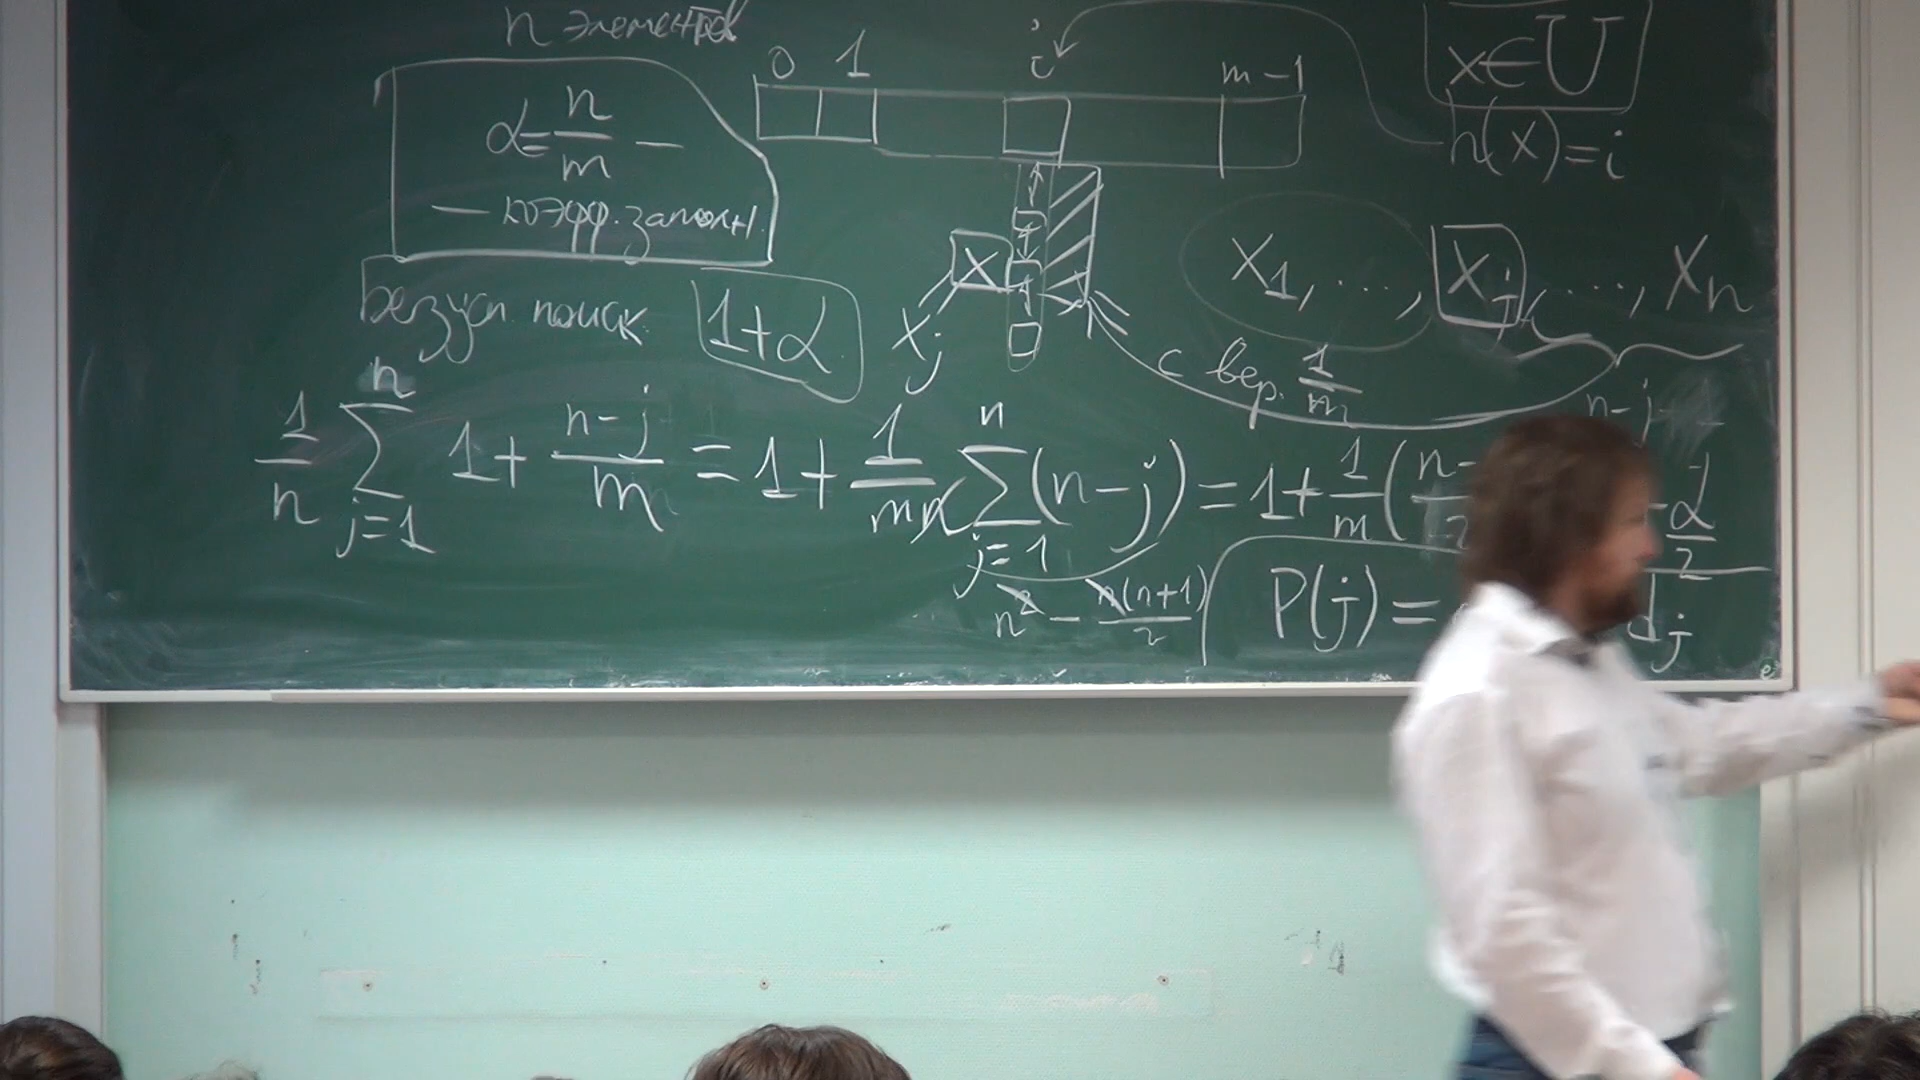 n элементов
0 1 i m-1
x∈U
h(x)=i
α = n/m —
— коэфф. заполн.
x
x_1, ..., x_j, ..., x_n
безусп. поиск 1+α
x_j
с вер. 1/m
n-j
1/n ∑_{j=1}^{n} 1 + (n-j)/m = 1 + 1/(mn) ∑_{j=1}^{n} (n-j) = 1 + 1/m (n- α/2
n² - n(n+1)/2
P(j) = d_j